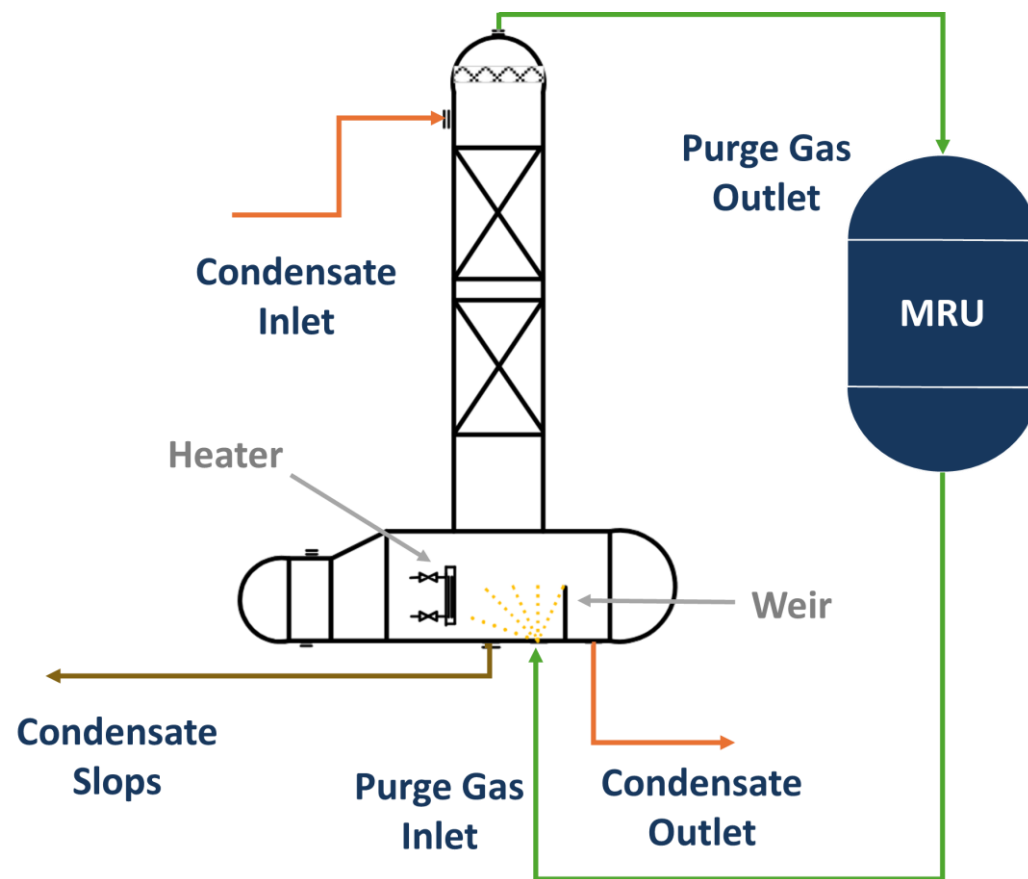 Purge Gas
Outlet
Condensate
Inlet
MRU
Heater
Weir
Condensate
Slops
Purge Gas
Inlet
Condensate
Outlet